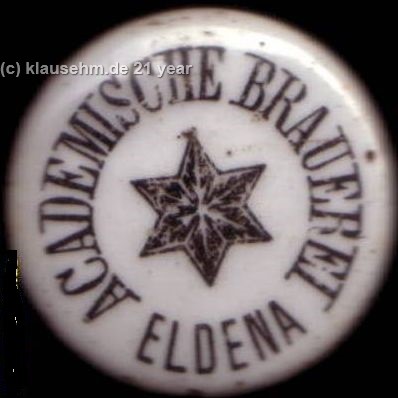 (c) klausehm.de 21 year
ACADEMISCHE BRAUEREI
ELDENA